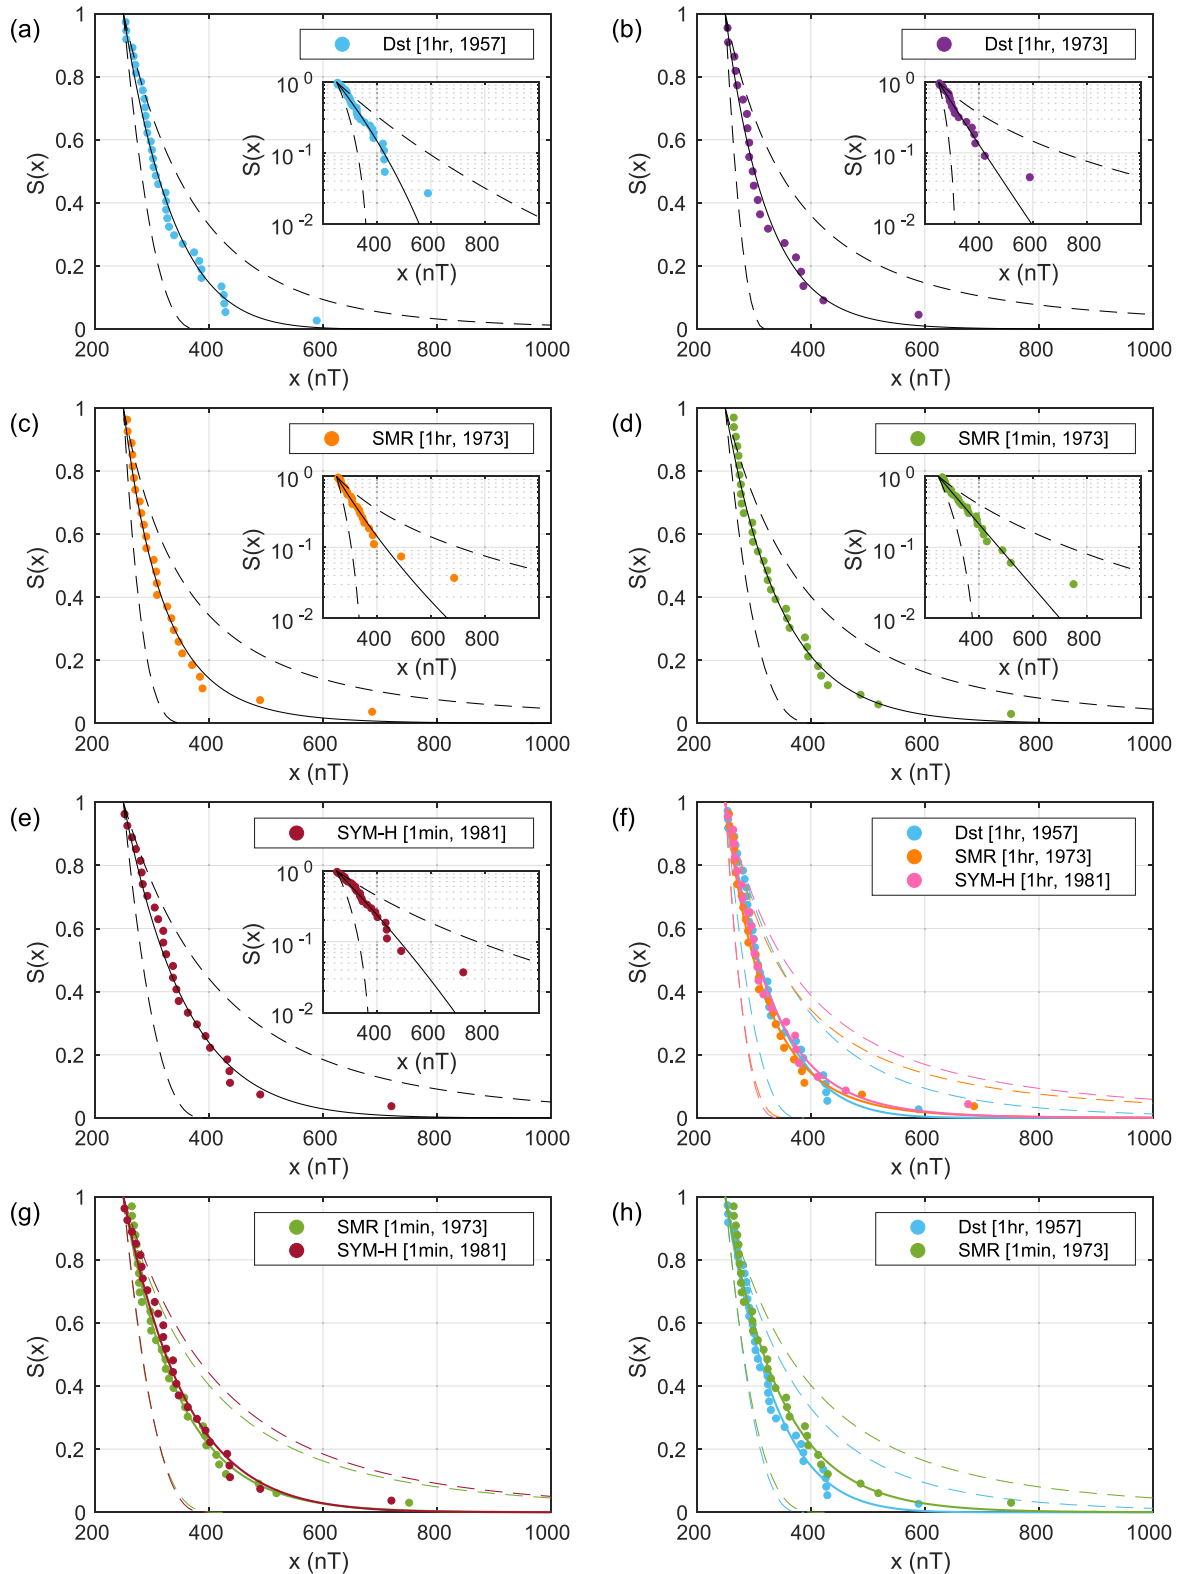 (a)
Dst [1hr, 1957]
S(x)
1
0.8
0.6
0.4
0.2
0
200 400 600 800 1000
x (nT)
S(x)
10^0
10^-1
10^-2
400 600 800
x (nT)
(b)
Dst [1hr, 1973]
S(x)
1
0.8
0.6
0.4
0.2
0
200 400 600 800 1000
x (nT)
S(x)
10^0
10^-1
10^-2
400 600 800
x (nT)
(c)
SMR [1hr, 1973]
S(x)
1
0.8
0.6
0.4
0.2
0
200 400 600 800 1000
x (nT)
S(x)
10^0
10^-1
10^-2
400 600 800
x (nT)
(d)
SMR [1min, 1973]
S(x)
1
0.8
0.6
0.4
0.2
0
200 400 600 800 1000
x (nT)
S(x)
10^0
10^-1
10^-2
400 600 800
x (nT)
(e)
SYM-H [1min, 1981]
S(x)
1
0.8
0.6
0.4
0.2
0
200 400 600 800 1000
x (nT)
S(x)
10^0
10^-1
10^-2
400 600 800
x (nT)
(f)
Dst [1hr, 1957]
SMR [1hr, 1973]
SYM-H [1hr, 1981]
S(x)
1
0.8
0.6
0.4
0.2
0
200 400 600 800 1000
x (nT)
(g)
SMR [1min, 1973]
SYM-H [1min, 1981]
S(x)
1
0.8
0.6
0.4
0.2
0
200 400 600 800 1000
x (nT)
(h)
Dst [1hr, 1957]
SMR [1min, 1973]
S(x)
1
0.8
0.6
0.4
0.2
0
200 400 600 800 1000
x (nT)